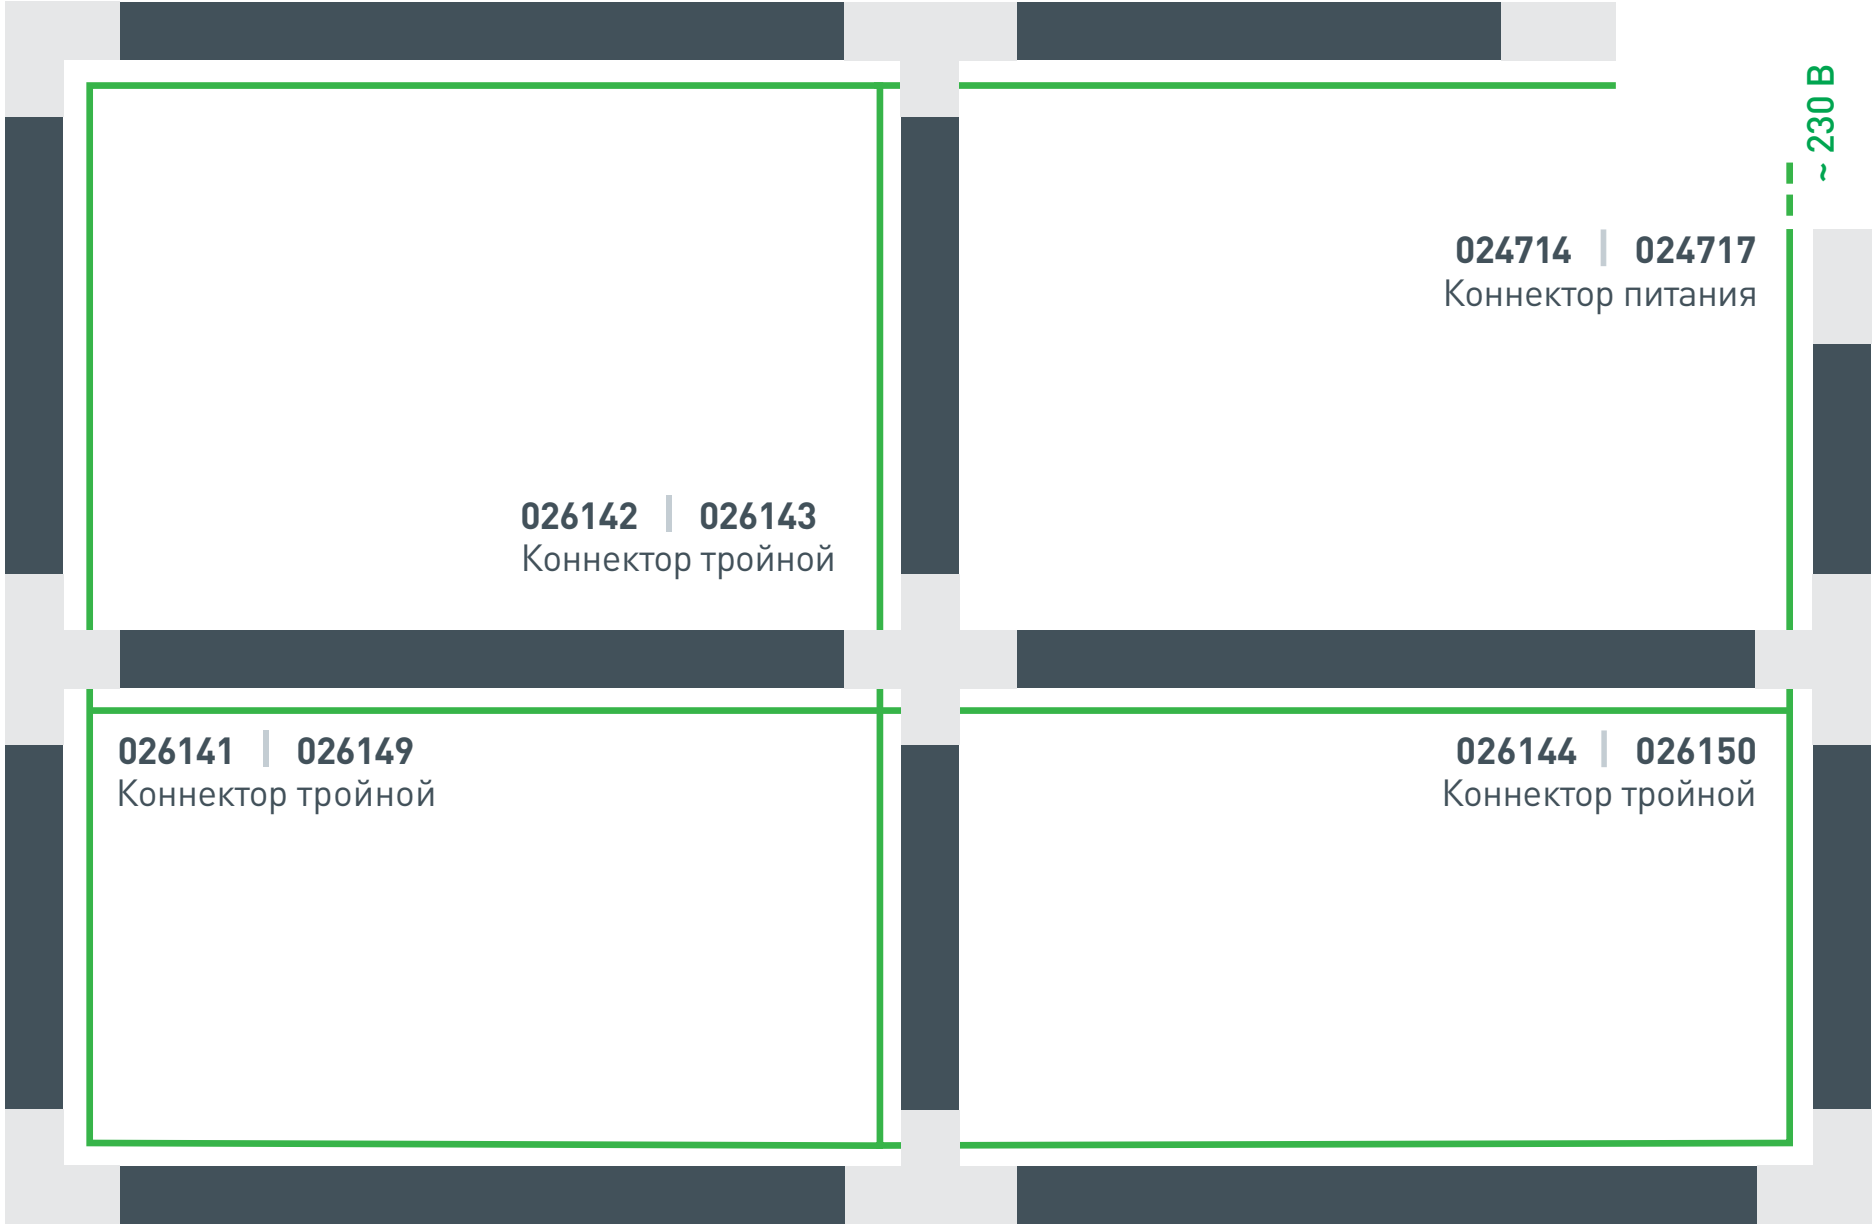 ~ 230 В
024714 | 024717
Коннектор питания
026142 | 026143
Коннектор тройной
026141 | 026149
Коннектор тройной
026144 | 026150
Коннектор тройной